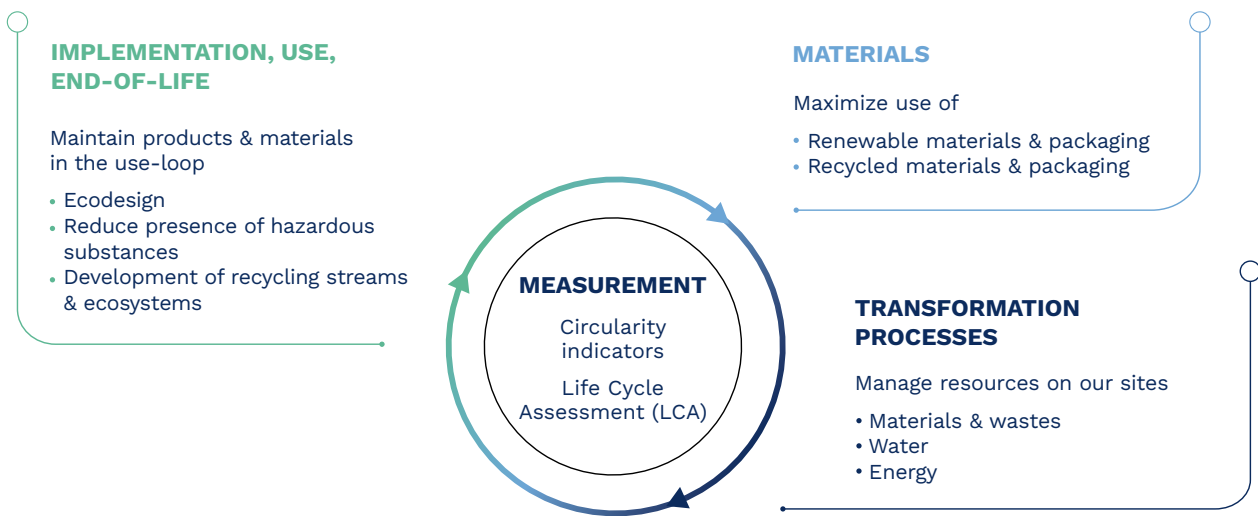 IMPLEMENTATION, USE,
END-OF-LIFE
Maintain products & materials
in the use-loop
• Ecodesign
• Reduce presence of hazardous
substances
• Development of recycling streams
& ecosystems
MATERIALS
Maximize use of
• Renewable materials & packaging
• Recycled materials & packaging
MEASUREMENT
Circularity
indicators
Life Cycle
Assessment (LCA)
TRANSFORMATION
PROCESSES
Manage resources on our sites
• Materials & wastes
• Water
• Energy